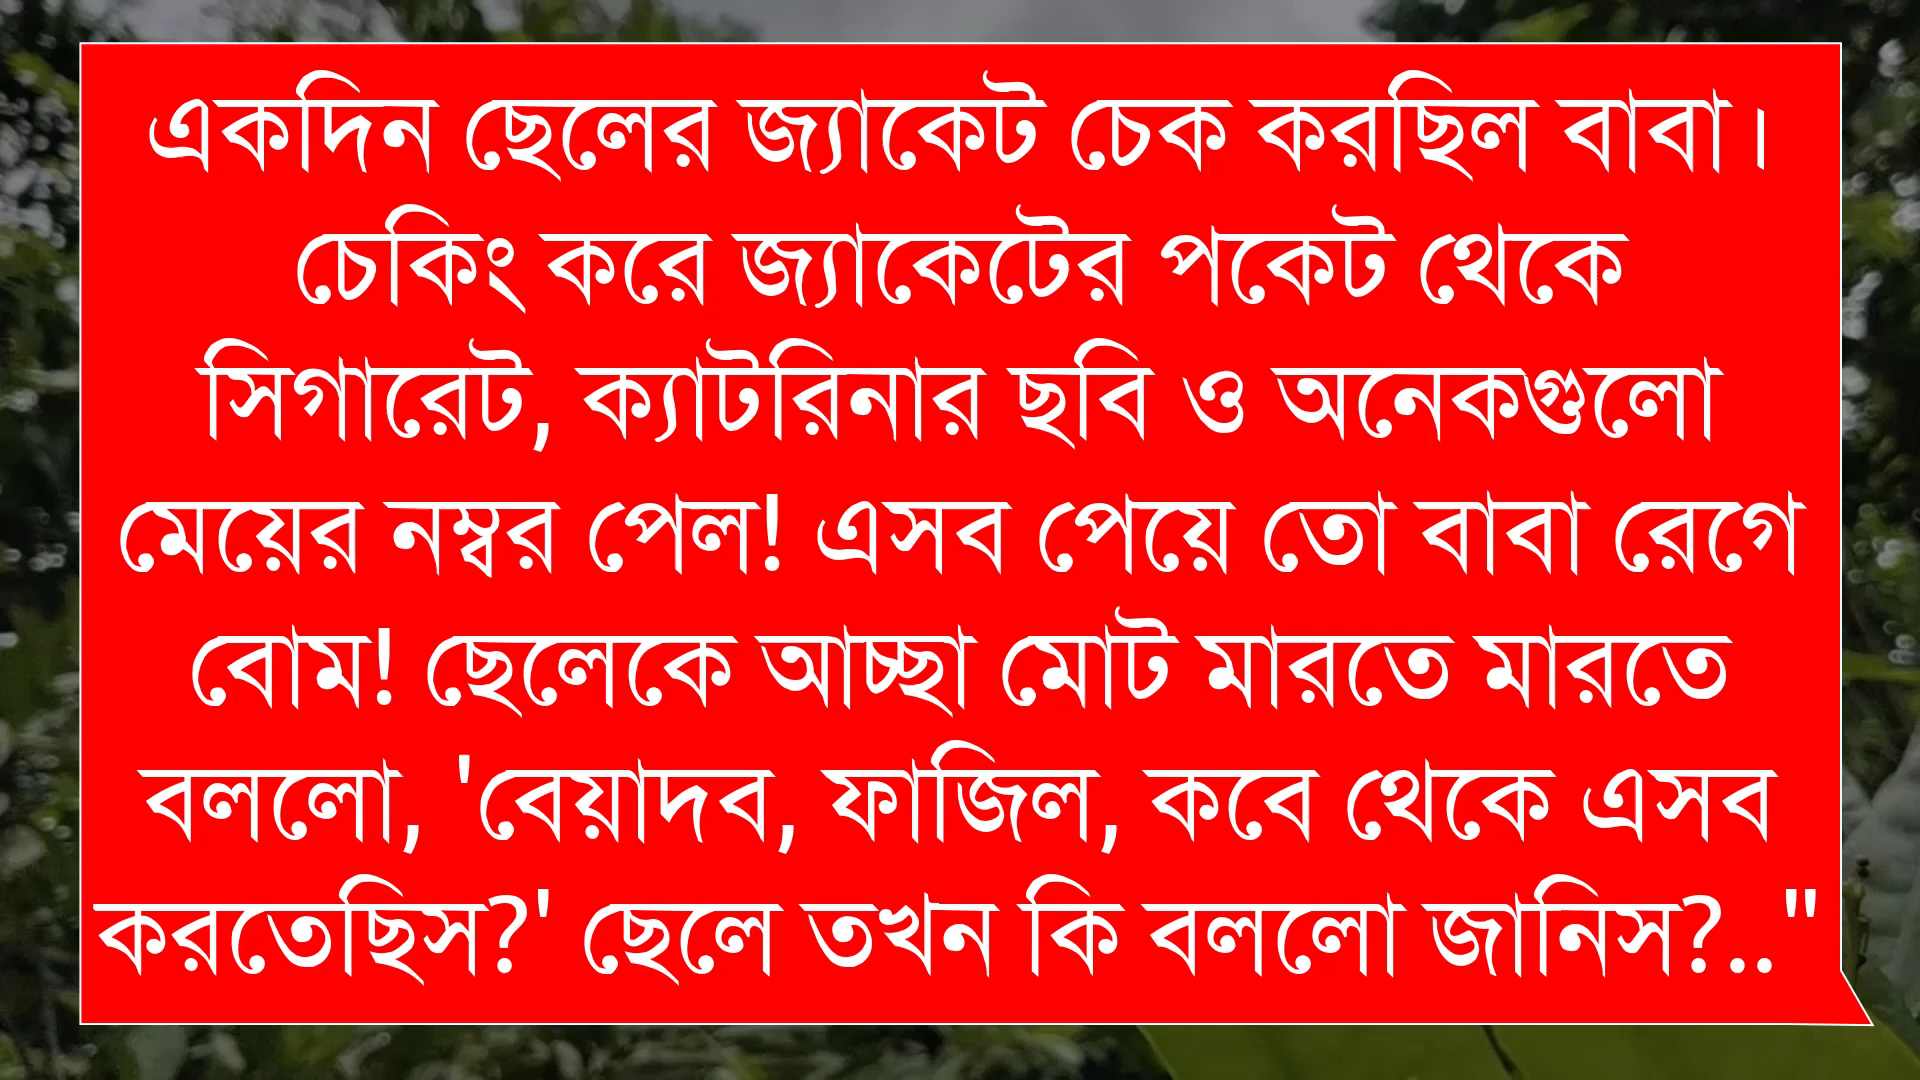 একদিন ছেলের জ্যাকেট চেক করছিল বাবা।
চেকিং করে জ্যাকেটের পকেট থেকে
সিগারেট, ক্যাটরিনার ছবি ও অনেকগুলো
মেয়ের নম্বর পেল! এসব পেয়ে তো বাবা রেগে
বোম! ছেলেকে আচ্ছা মোট মারতে মারতে
বললো, 'বেয়াদব, ফাজিল, কবে থেকে এসব
করতেছিস?' ছেলে তখন কি বললো জানিস?.."